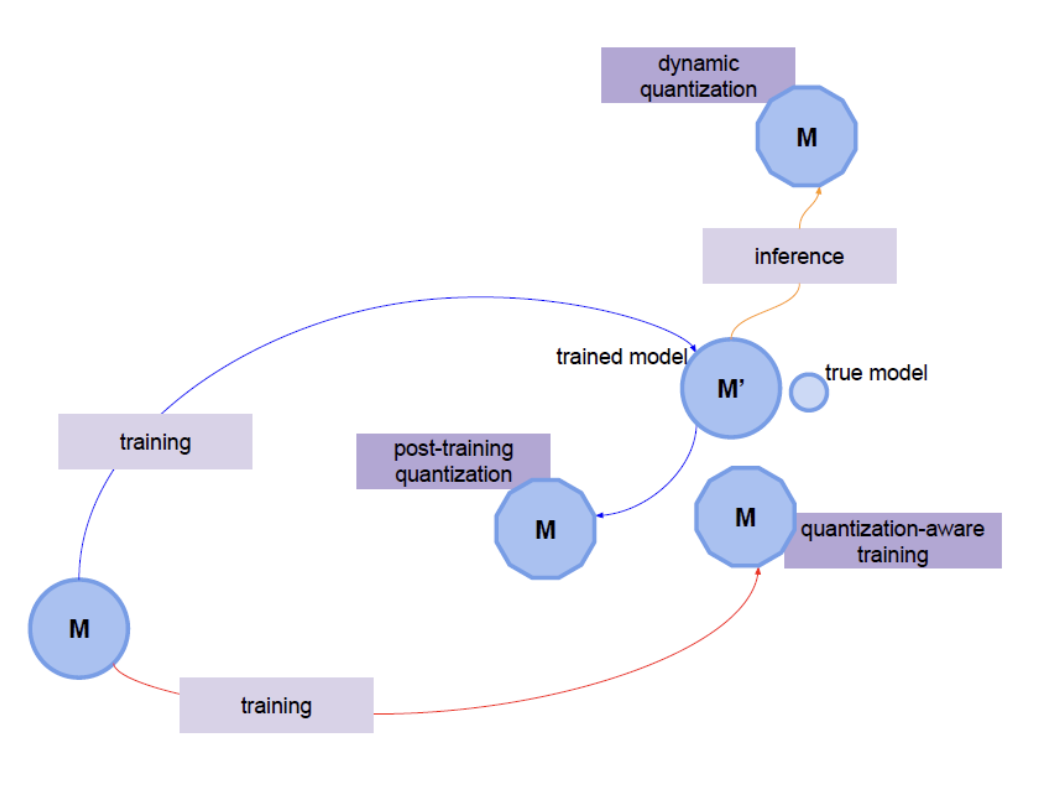 dynamic
quantization
M
inference
trained model
M’
true model
training
post-training
quantization
M
M
quantization-aware
training
M
training